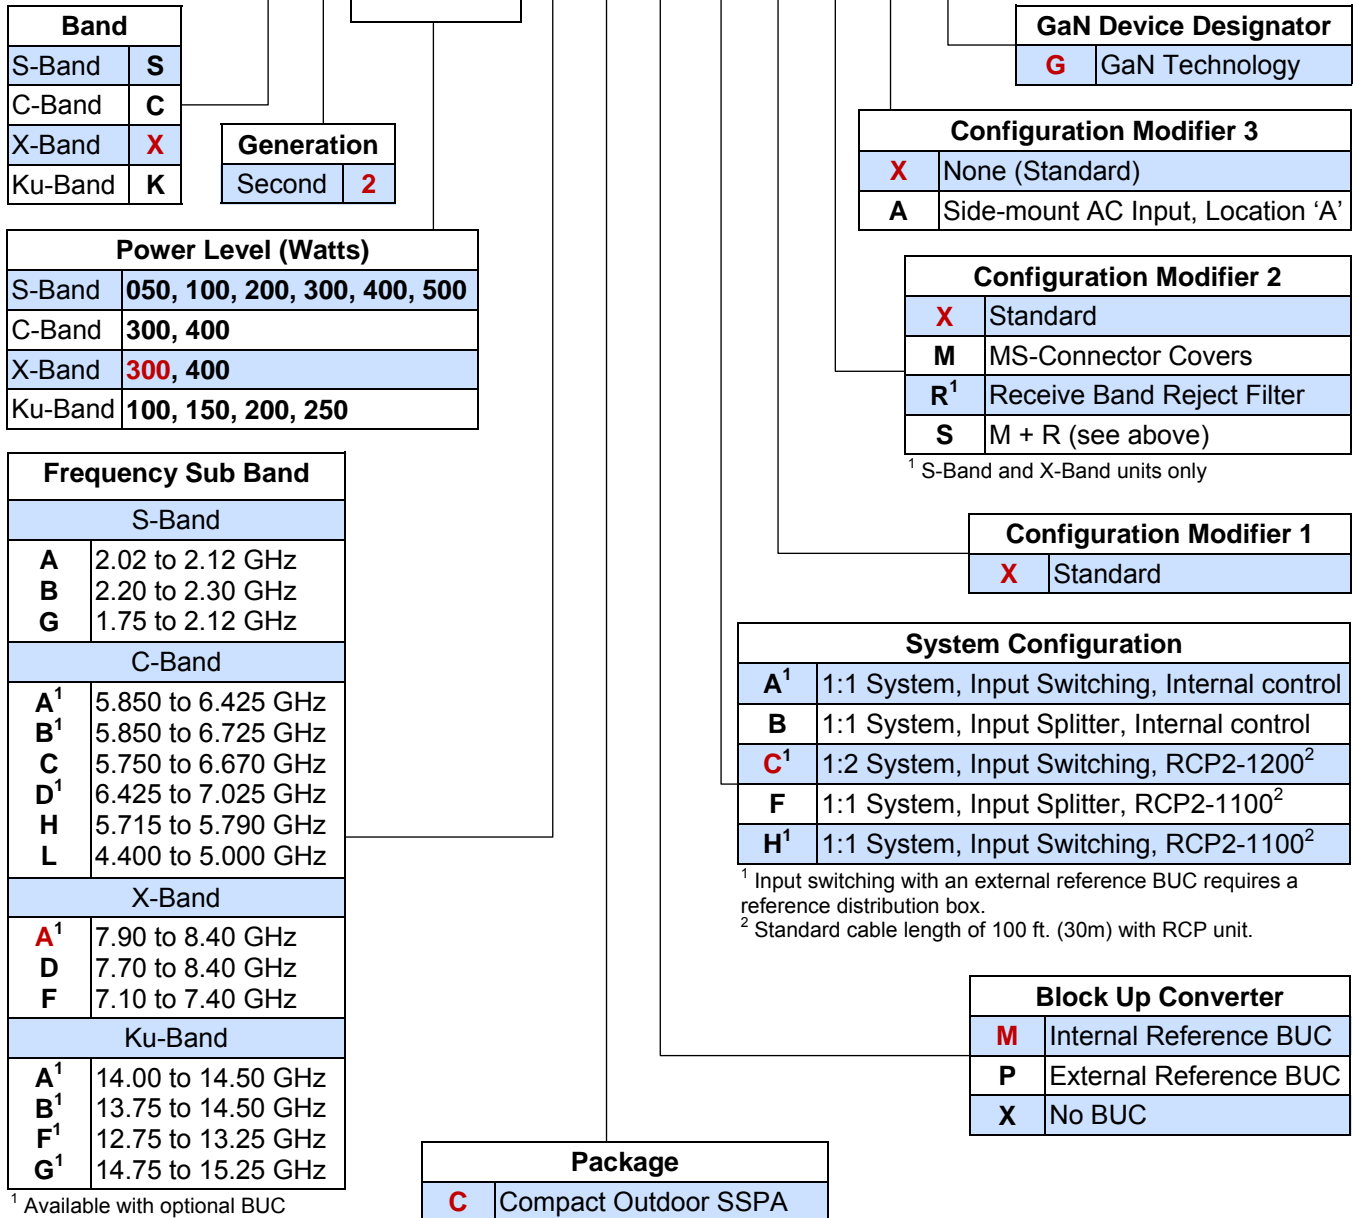 Band
S-Band S
C-Band C
X-Band X
Ku-Band K
Generation
Second 2
Power Level (Watts)
S-Band 050, 100, 200, 300, 400, 500
C-Band 300, 400
X-Band 300, 400
Ku-Band 100, 150, 200, 250
Frequency Sub Band
S-Band
A 2.02 to 2.12 GHz
B 2.20 to 2.30 GHz
G 1.75 to 2.12 GHz
C-Band
A¹ 5.850 to 6.425 GHz
B¹ 5.850 to 6.725 GHz
C 5.750 to 6.670 GHz
D¹ 6.425 to 7.025 GHz
H 5.715 to 5.790 GHz
L 4.400 to 5.000 GHz
X-Band
A¹ 7.90 to 8.40 GHz
D 7.70 to 8.40 GHz
F 7.10 to 7.40 GHz
Ku-Band
A¹ 14.00 to 14.50 GHz
B¹ 13.75 to 14.50 GHz
F¹ 12.75 to 13.25 GHz
G¹ 14.75 to 15.25 GHz
¹ Available with optional BUC
Package
C Compact Outdoor SSPA
GaN Device Designator
G GaN Technology
Configuration Modifier 3
X None (Standard)
A Side-mount AC Input, Location ‘A’
Configuration Modifier 2
X Standard
M MS-Connector Covers
R¹ Receive Band Reject Filter
S M + R (see above)
¹ S-Band and X-Band units only
Configuration Modifier 1
X Standard
System Configuration
A¹ 1:1 System, Input Switching, Internal control
B 1:1 System, Input Splitter, Internal control
C¹ 1:2 System, Input Switching, RCP2-1200²
F 1:1 System, Input Splitter, RCP2-1100²
H¹ 1:1 System, Input Switching, RCP2-1100²
¹ Input switching with an external reference BUC requires a
reference distribution box.
² Standard cable length of 100 ft. (30m) with RCP unit.
Block Up Converter
M Internal Reference BUC
P External Reference BUC
X No BUC